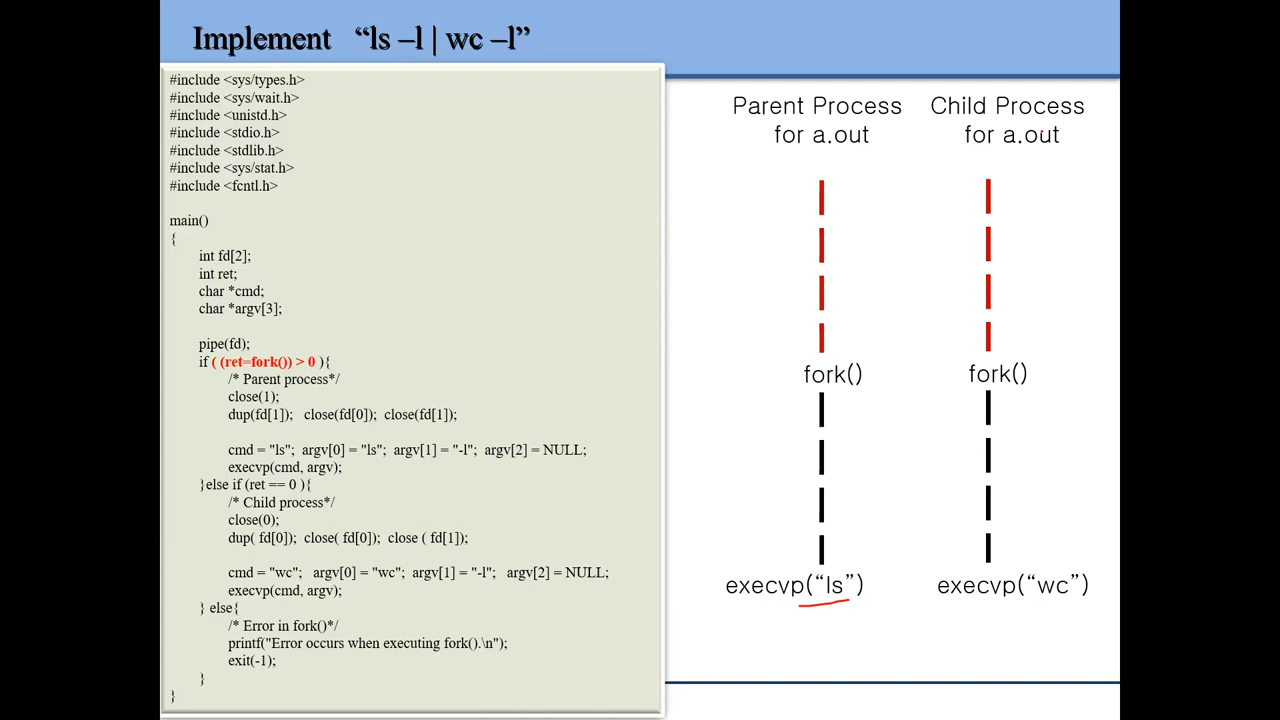 Implement “ls –l | wc –l”
#include <sys/types.h>
#include <sys/wait.h>
#include <unistd.h>
#include <stdio.h>
#include <stdlib.h>
#include <sys/stat.h>
#include <fcntl.h>
main()
{
int fd[2];
int ret;
char *cmd;
char *argv[3];
pipe(fd);
if ( (ret=fork()) > 0 ){
/* Parent process*/
close(1);
dup(fd[1]); close(fd[0]); close(fd[1]);
cmd = "ls"; argv[0] = "ls"; argv[1] = "-l"; argv[2] = NULL;
execvp(cmd, argv);
}else if (ret == 0 ){
/* Child process*/
close(0);
dup( fd[0]); close( fd[0]); close ( fd[1]);
cmd = "wc"; argv[0] = "wc"; argv[1] = "-l"; argv[2] = NULL;
execvp(cmd, argv);
} else{
/* Error in fork()*/
printf("Error occurs when executing fork().\n");
exit(-1);
}
}
Parent Process
for a.out
fork()
execvp(“ls”)
Child Process
for a.out
fork()
execvp(“wc”)